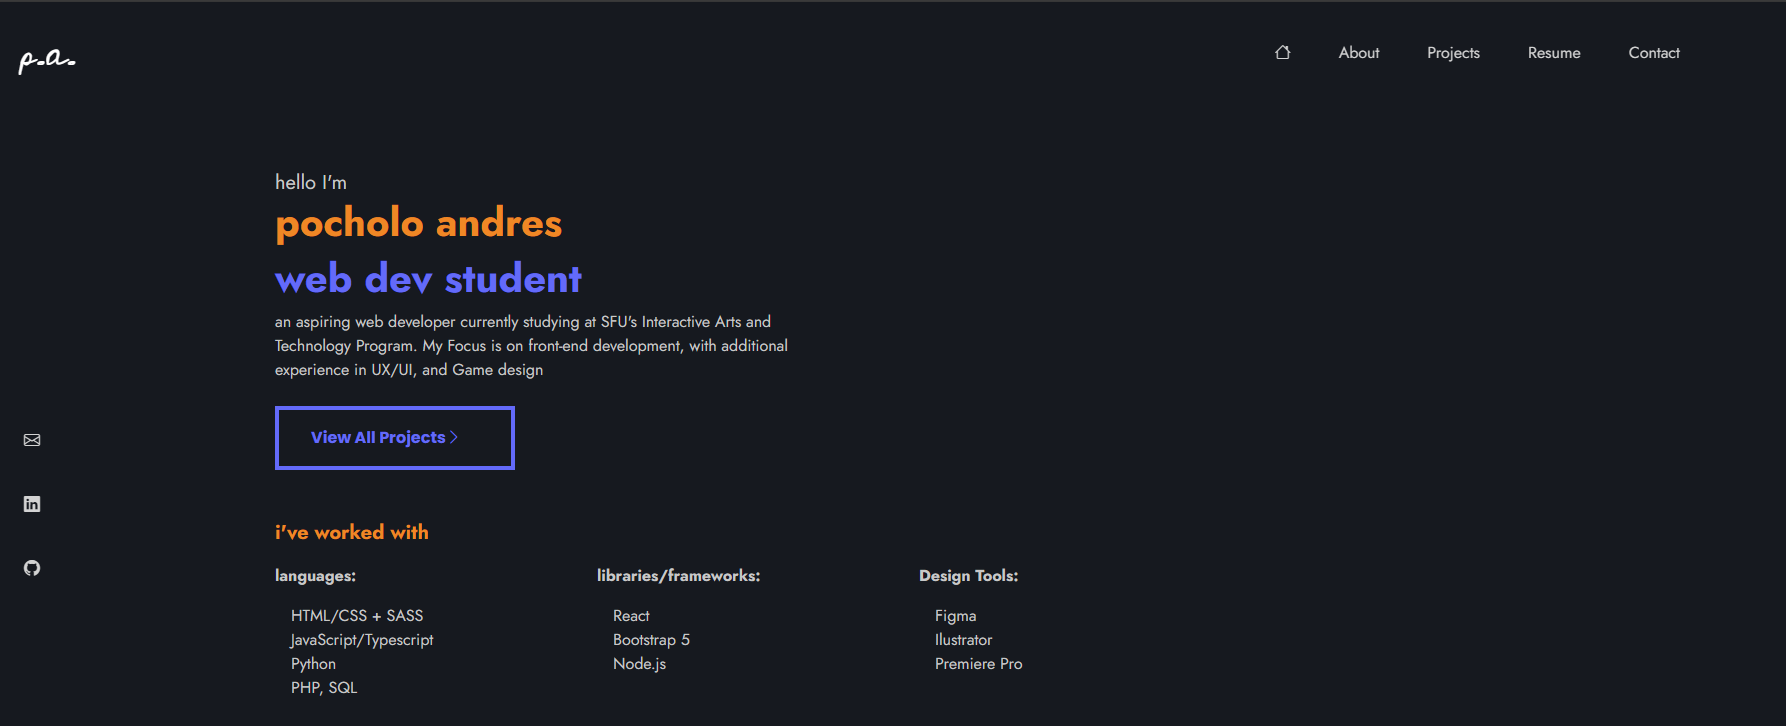 p.a.
About Projects Resume Contact
hello I'm
pocholo andres
web dev student
an aspiring web developer currently studying at SFU's Interactive Arts and
Technology Program. My Focus is on front-end development, with additional
experience in UX/UI, and Game design
View All Projects
i've worked with
languages:
HTML/CSS + SASS
JavaScript/Typescript
Python
PHP, SQL
libraries/frameworks:
React
Bootstrap 5
Node.js
Design Tools:
Figma
Ilustrator
Premiere Pro